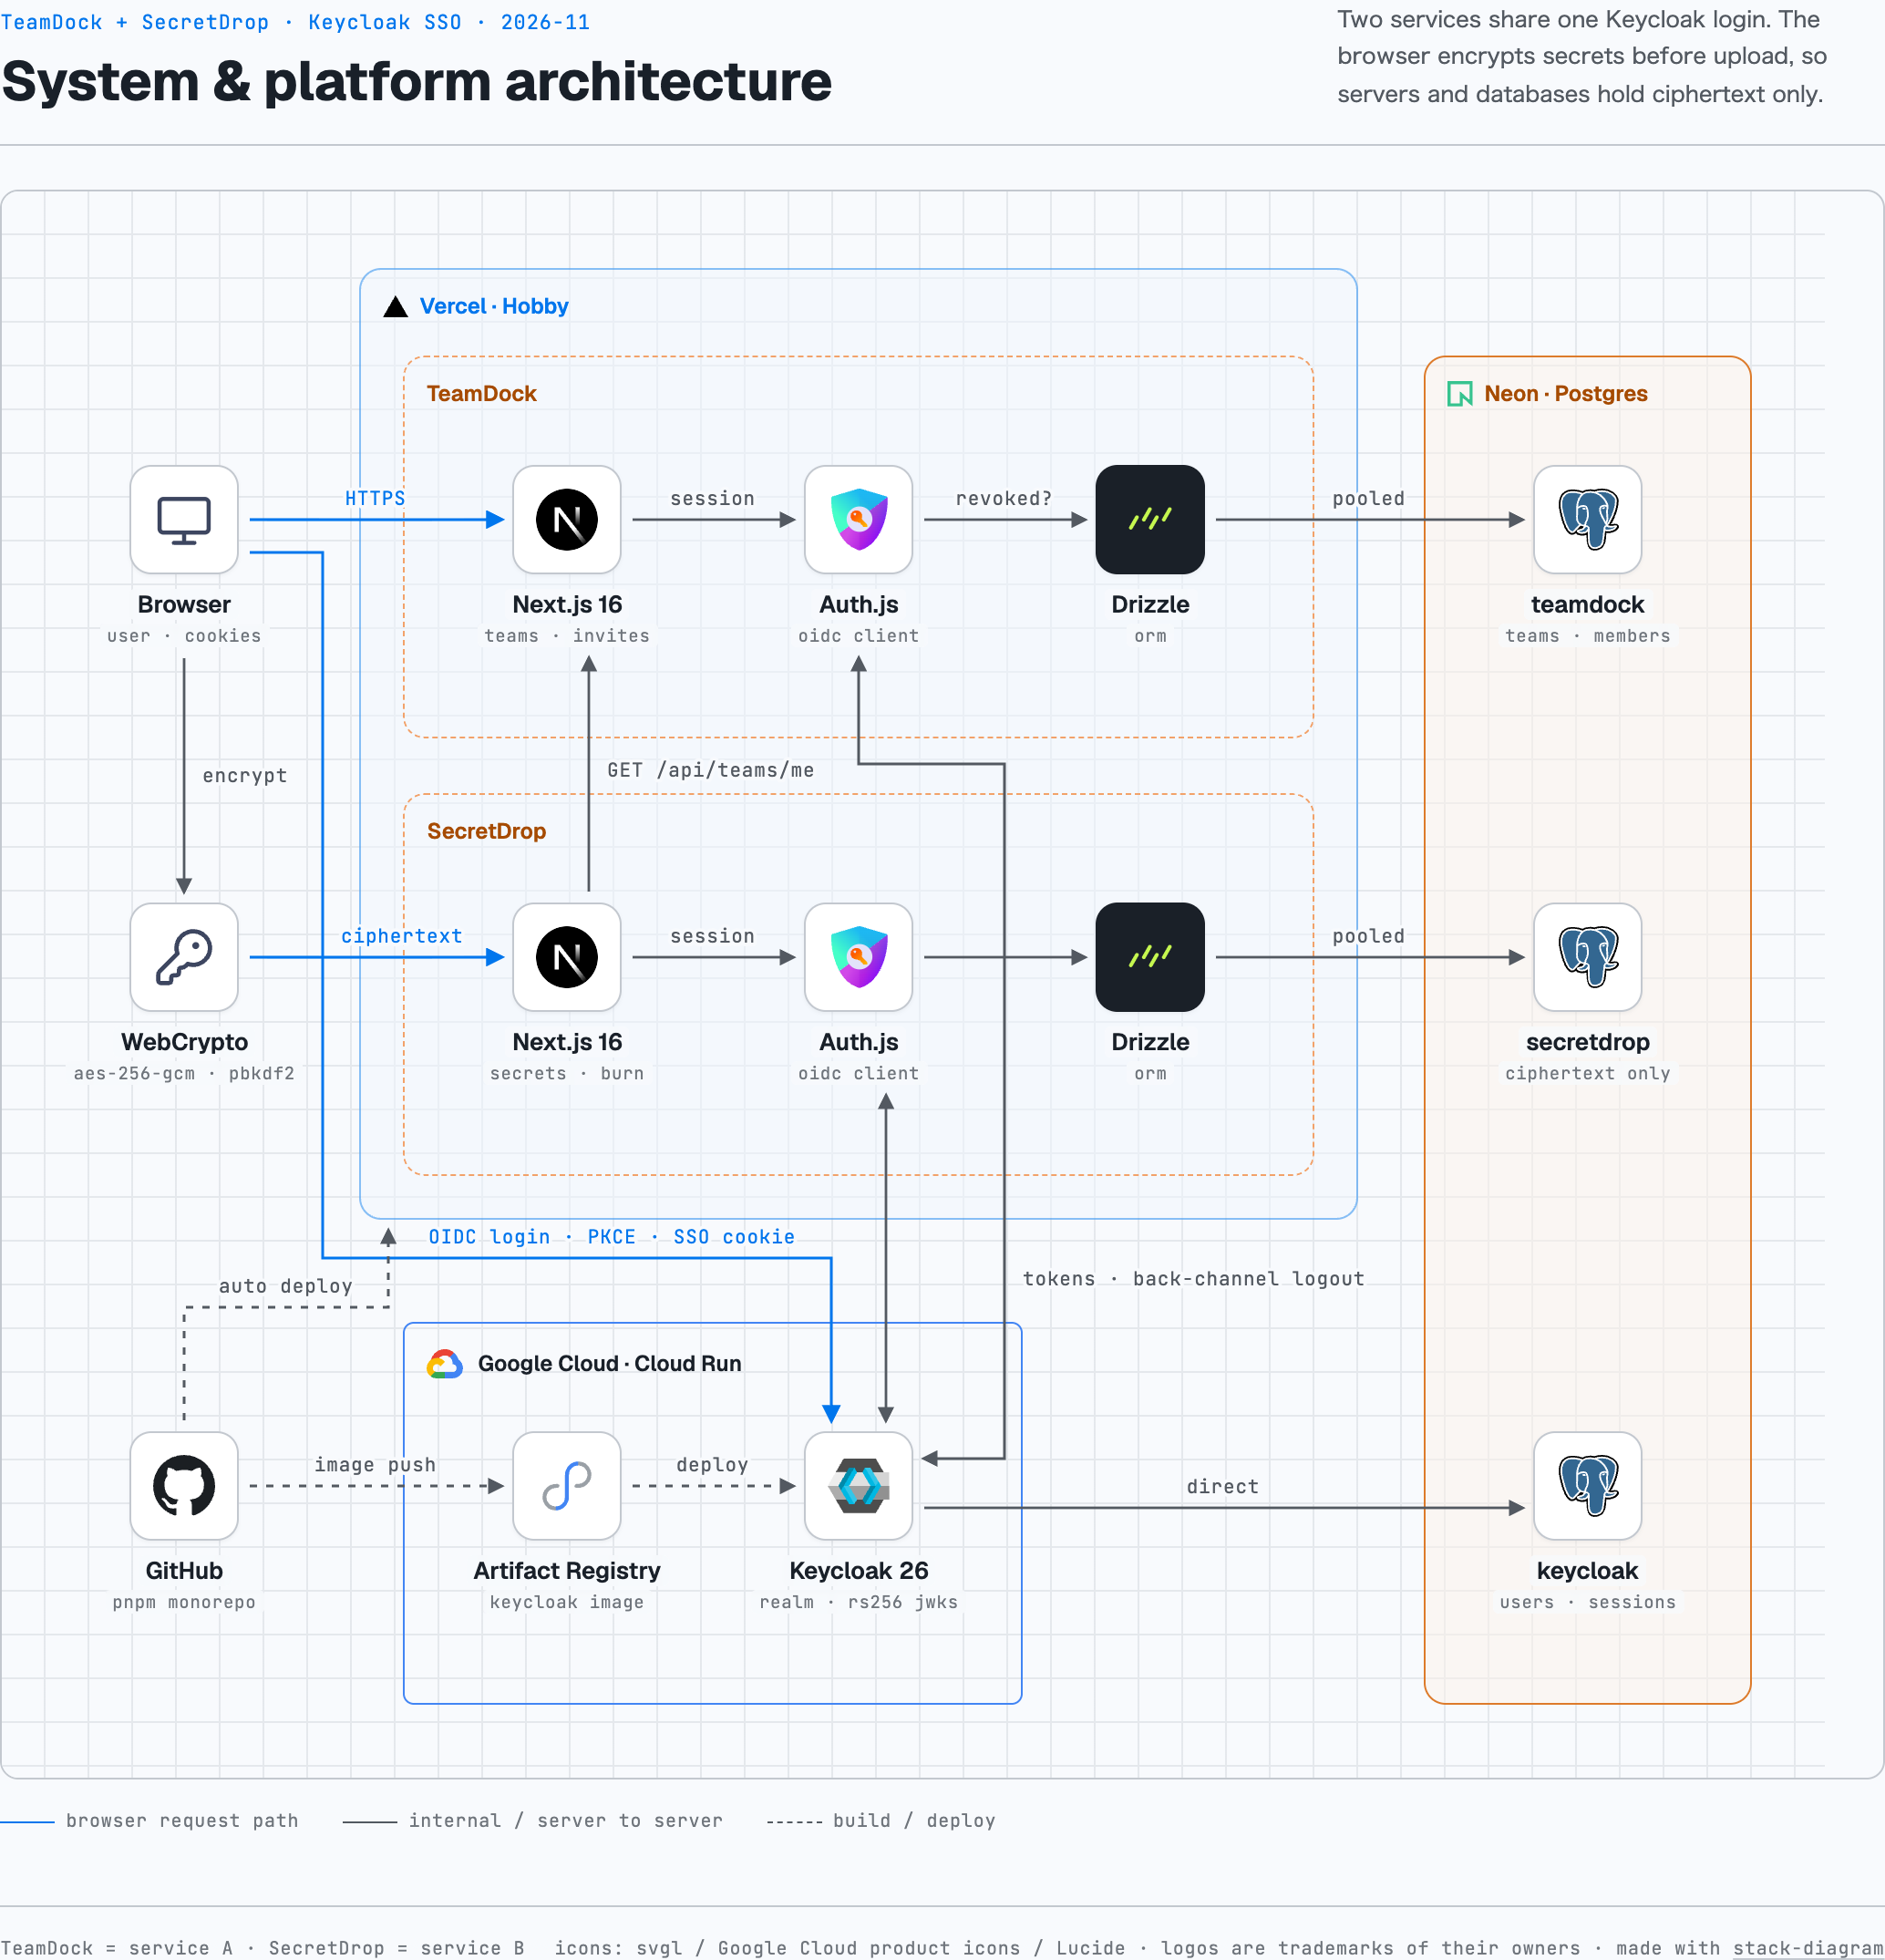 TeamDock + SecretDrop · Keycloak SSO · 2026-11
System & platform architecture
Two services share one Keycloak login. The
browser encrypts secrets before upload, so
servers and databases hold ciphertext only.
Vercel · Hobby
TeamDock
Neon · Postgres
HTTPS
session
revoked?
pooled
Browser
user · cookies
Next.js 16
teams · invites
Auth.js
oidc client
Drizzle
orm
teamdock
teams · members
encrypt
GET /api/teams/me
SecretDrop
ciphertext
session
pooled
WebCrypto
aes-256-gcm · pbkdf2
Next.js 16
secrets · burn
Auth.js
oidc client
Drizzle
orm
secretdrop
ciphertext only
OIDC login · PKCE · SSO cookie
auto deploy
tokens · back-channel logout
Google Cloud · Cloud Run
image push
deploy
direct
GitHub
pnpm monorepo
Artifact Registry
keycloak image
Keycloak 26
realm · rs256 jwks
keycloak
users · sessions
browser request path
internal / server to server
build / deploy
TeamDock = service A · SecretDrop = service B
icons: svgl / Google Cloud product icons / Lucide · logos are trademarks of their owners · made with stack-diagram